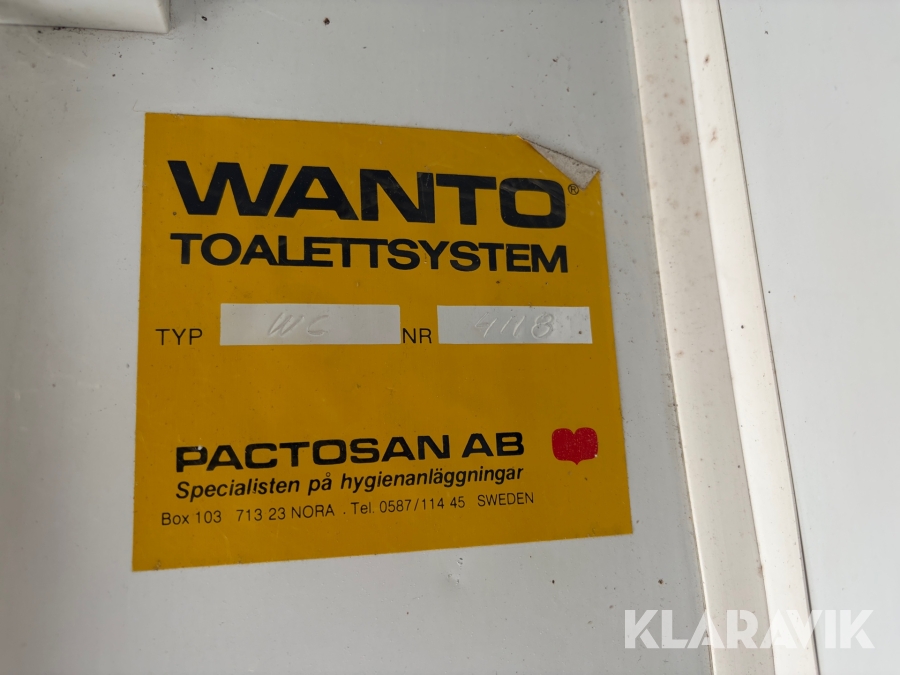 WANTO®
TOALETTSYSTEM
TYP WC NR
PACTOSAN AB
Specialisten på hygienanläggningar
Box 103 713 23 NORA . Tel. 0587/114 45 SWEDEN
KLARAVIK